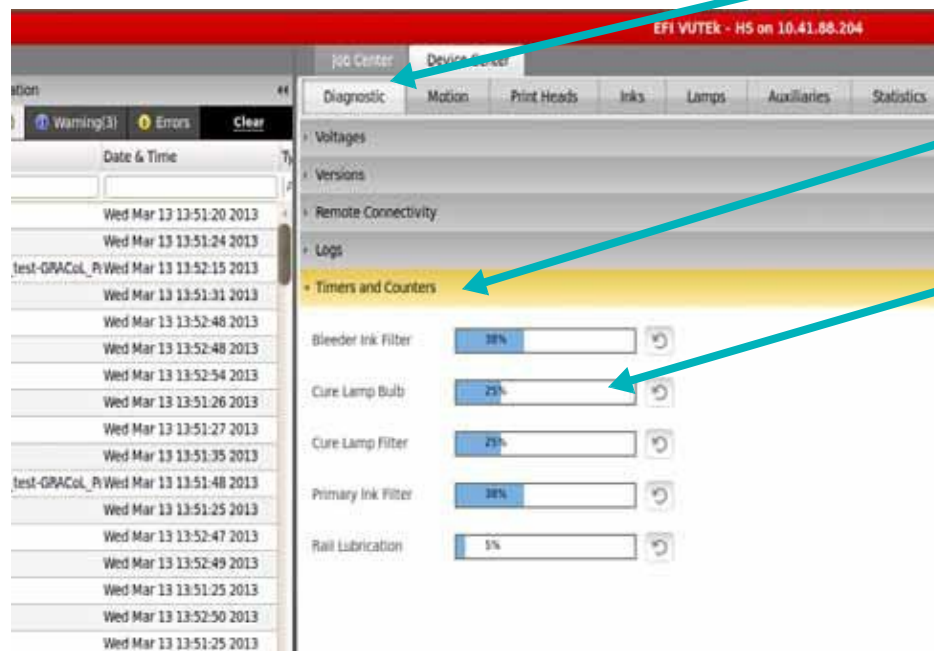 EFI VUTEk - HS on 10.41.88.204
Job Center Device Center
Diagnostic Motion Print Heads Inks Lamps Auxiliaries Statistics
Warning(3) Errors Clear
Date & Time
Wed Mar 13 13:51:20 2013
Wed Mar 13 13:51:24 2013
_test-GRACoL_ Wed Mar 13 13:52:15 2013
Wed Mar 13 13:51:31 2013
Wed Mar 13 13:52:48 2013
Wed Mar 13 13:52:48 2013
Wed Mar 13 13:52:54 2013
Wed Mar 13 13:51:26 2013
Wed Mar 13 13:51:27 2013
Wed Mar 13 13:51:35 2013
_test-GRACoL_ Wed Mar 13 13:51:48 2013
Wed Mar 13 13:51:25 2013
Wed Mar 13 13:52:47 2013
Wed Mar 13 13:52:49 2013
Wed Mar 13 13:51:25 2013
Wed Mar 13 13:52:50 2013
Wed Mar 13 13:51:25 2013
Voltages
Versions
Remote Connectivity
Logs
Timers and Counters
Bleeder Ink Filter 38%
Cure Lamp Bulb 25%
Cure Lamp Filter 25%
Primary Ink Filter 38%
Rail Lubrication 5%